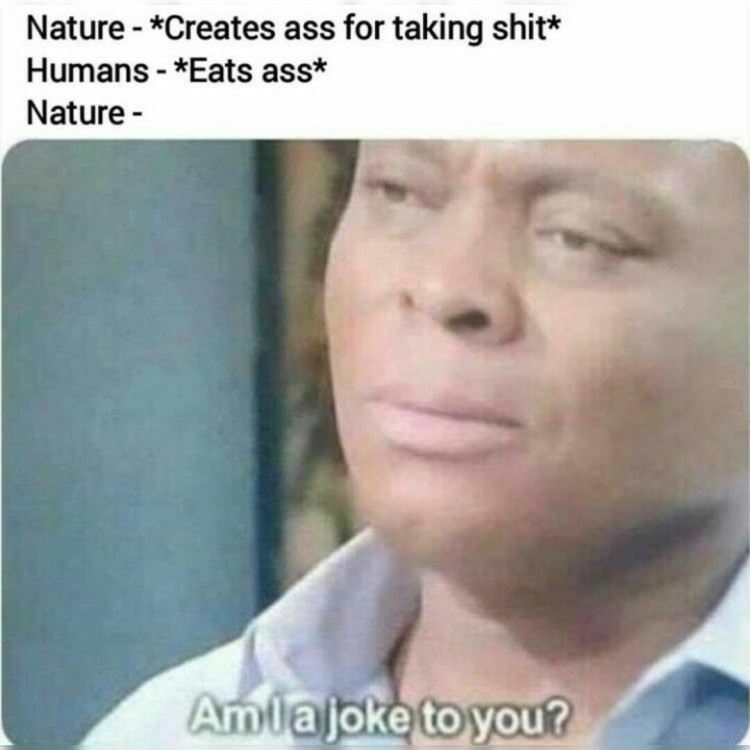 Nature - *Creates ass for taking shit*
Humans - *Eats ass*
Nature -
Am I a joke to you?